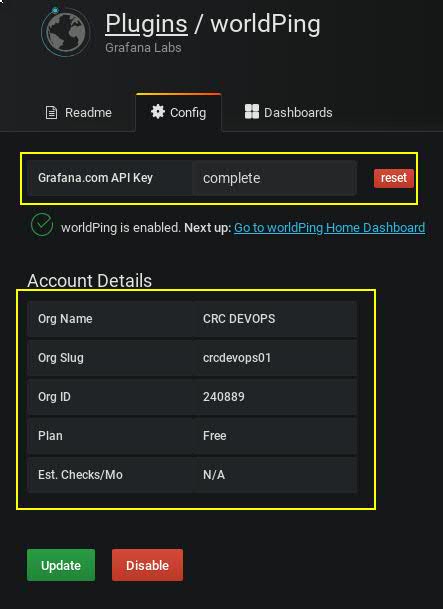 Plugins / worldPing
Grafana Labs
Readme Config Dashboards
Grafana.com API Key complete reset
worldPing is enabled. Next up: Go to worldPing Home Dashboard
Account Details
Org Name CRC DEVOPS
Org Slug crcdevops01
Org ID 240889
Plan Free
Est. Checks/Mo N/A
Update Disable